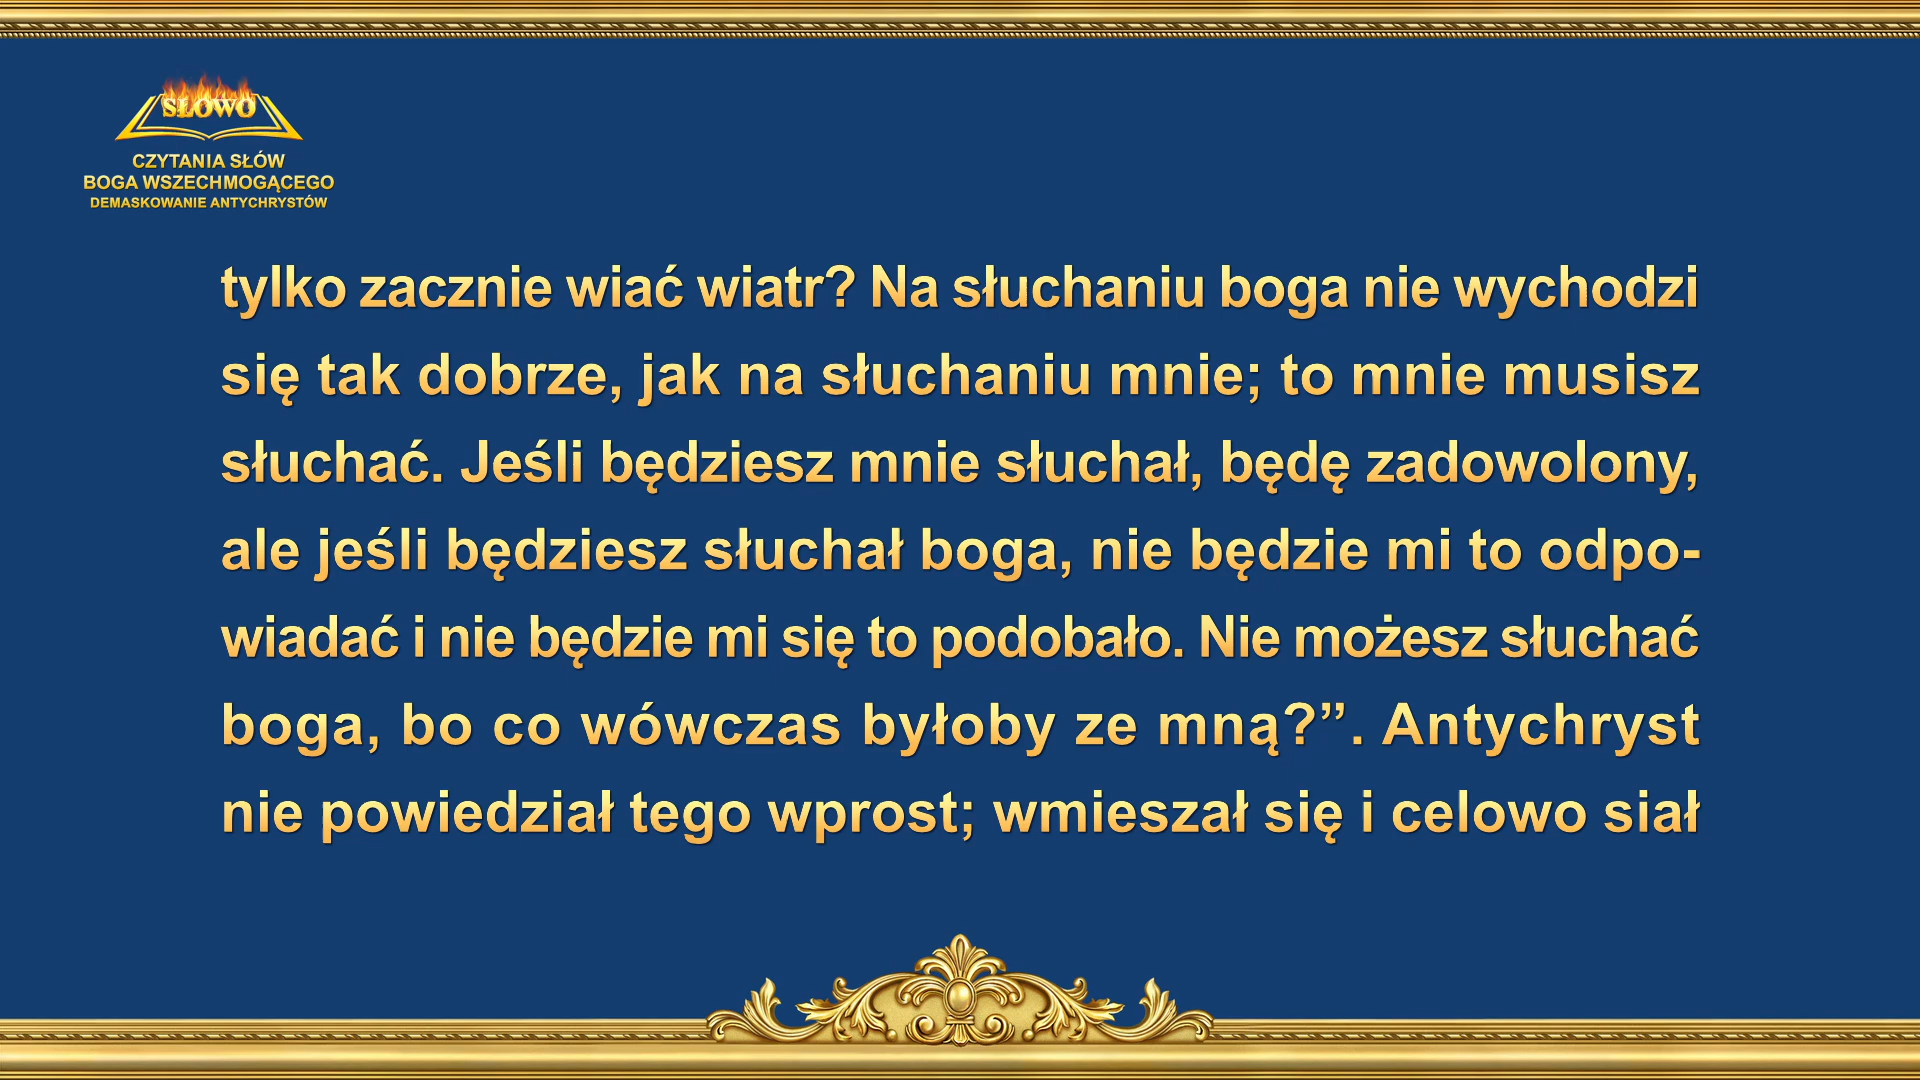 SŁOWO
CZYTANIA SŁÓW
BOGA WSZECHMOGĄCEGO
DEMASKOWANIE ANTYCHRYSTÓW
tylko zacznie wiać wiatr? Na słuchaniu boga nie wychodzi
się tak dobrze, jak na słuchaniu mnie; to mnie musisz
słuchać. Jeśli będziesz mnie słuchał, będę zadowolony,
ale jeśli będziesz słuchał boga, nie będzie mi to odpo-
wiadać i nie będzie mi się to podobało. Nie możesz słuchać
boga, bo co wówczas byłoby ze mną?”. Antychryst
nie powiedział tego wprost; wmieszał się i celowo siał